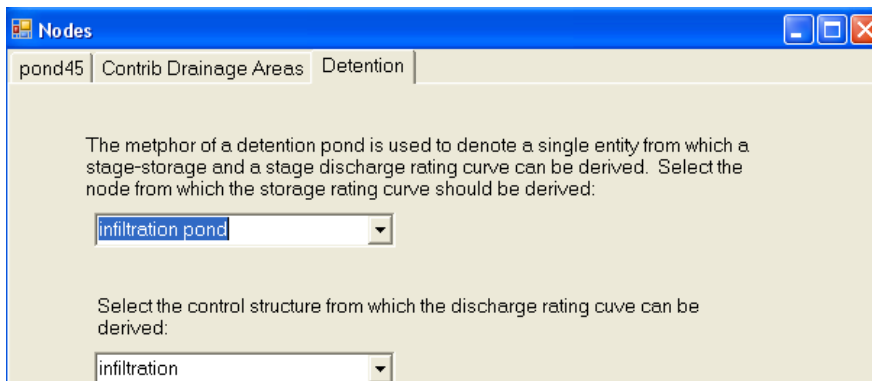 Nodes
pond45 Contrib Drainage Areas Detention
The metphor of a detention pond is used to denote a single entity from which a
stage-storage and a stage discharge rating curve can be derived. Select the
node from which the storage rating curve should be derived:
infiltration pond
Select the control structure from which the discharge rating cuve can be
derived:
infiltration